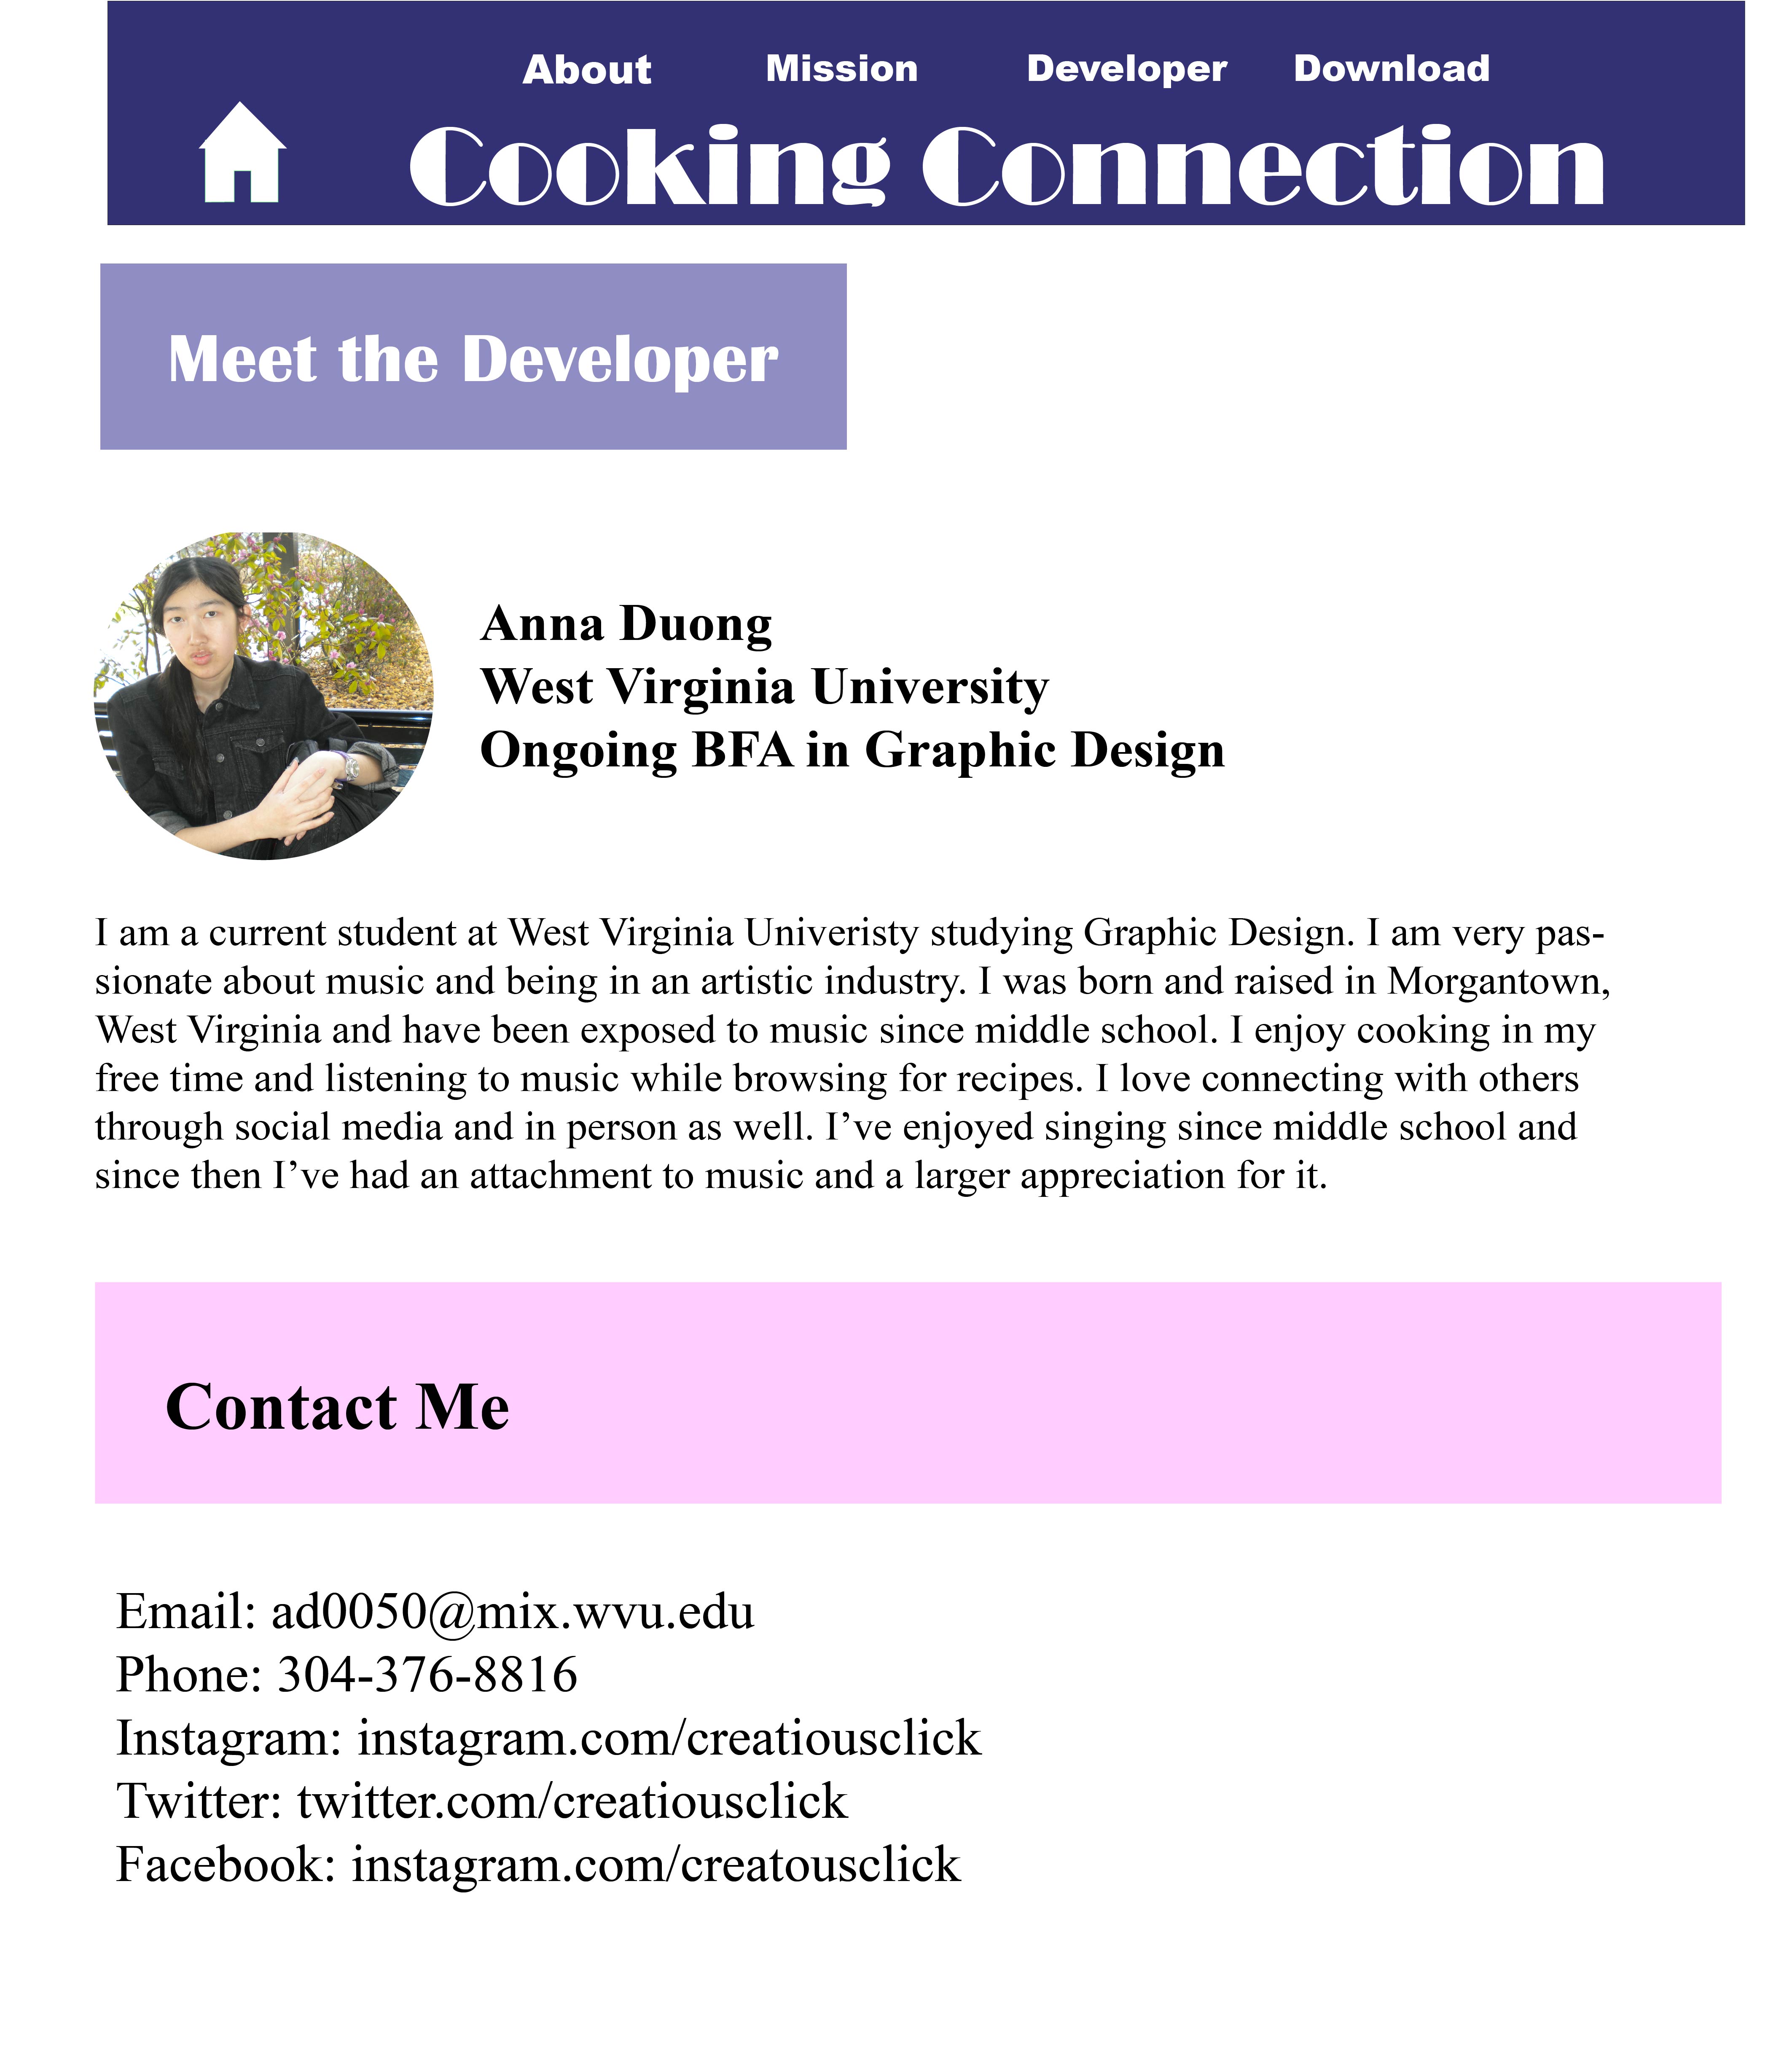 About Mission Developer Download
Cooking Connection
Meet the Developer
Anna Duong
West Virginia University
Ongoing BFA in Graphic Design
I am a current student at West Virginia Univeristy studying Graphic Design. I am very pas-
sionate about music and being in an artistic industry. I was born and raised in Morgantown,
West Virginia and have been exposed to music since middle school. I enjoy cooking in my
free time and listening to music while browsing for recipes. I love connecting with others
through social media and in person as well. I’ve enjoyed singing since middle school and
since then I’ve had an attachment to music and a larger appreciation for it.
Contact Me
Email: ad0050@mix.wvu.edu
Phone: 304-376-8816
Instagram: instagram.com/creatiousclick
Twitter: twitter.com/creatiousclick
Facebook: instagram.com/creatousclick